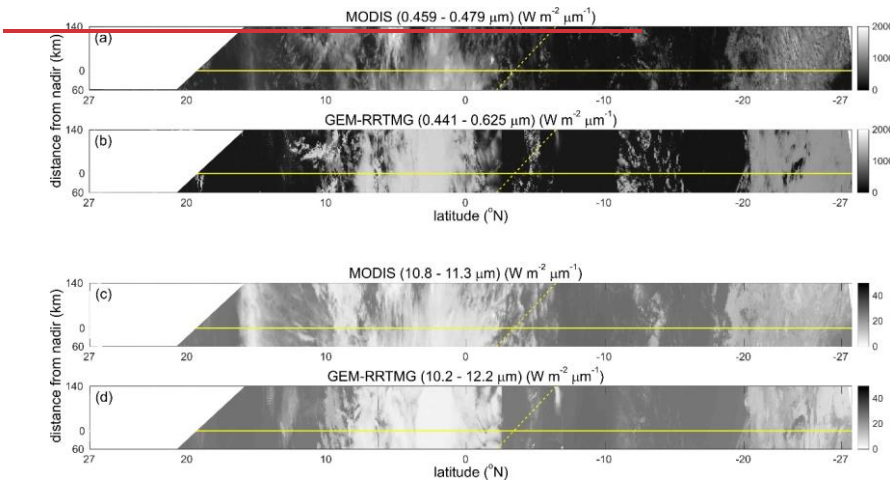 MODIS (0.459 - 0.479 μm) (W m⁻² μm⁻¹)
140
(a)
2000
0
1000
60
0
27 20 10 0 -10 -20 -27
GEM-RRTMG (0.441 - 0.625 μm) (W m⁻² μm⁻¹)
distance from nadir (km)
140
(b)
2000
0
1000
60
0
27 20 10 0 -10 -20 -27
latitude (°N)
MODIS (10.8 - 11.3 μm) (W m⁻² μm⁻¹)
140
(c)
40
0
20
60
0
27 20 10 0 -10 -20 -27
GEM-RRTMG (10.2 - 12.2 μm) (W m⁻² μm⁻¹)
distance from nadir (km)
140
(d)
40
0
20
60
0
27 20 10 0 -10 -20 -27
latitude (°N)